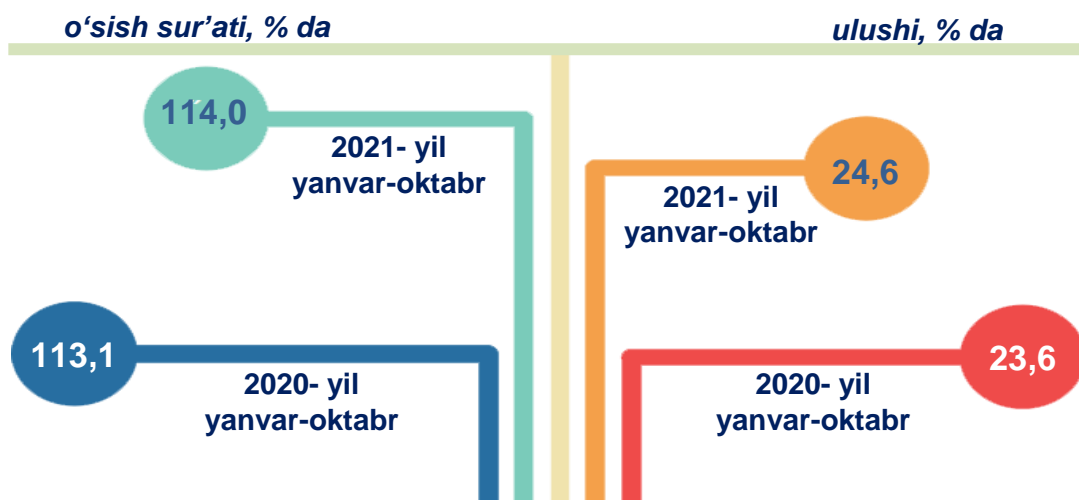 o‘sish sur’ati, % da
ulushi, % da
114,0
2021- yil
yanvar-oktabr
24,6
2021- yil
yanvar-oktabr
113,1
2020- yil
yanvar-oktabr
23,6
2020- yil
yanvar-oktabr